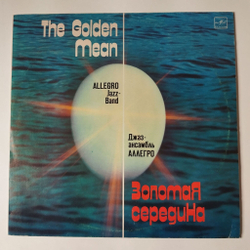 The Golden
Mean
ALLEGRO
Jazz-
Band
Джаз-
ансамбль
АЛЛЕГРО
Золотая
середина